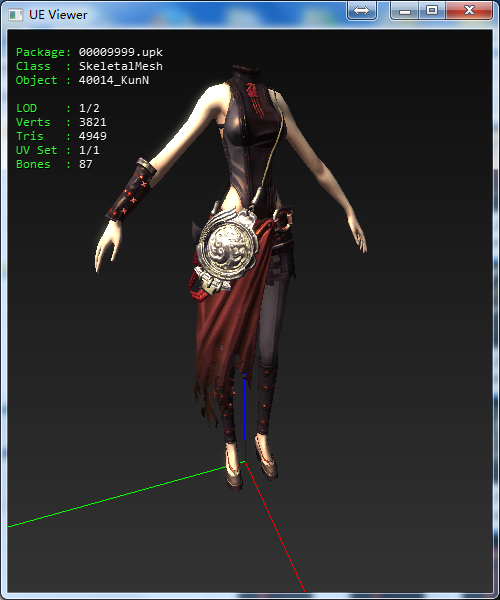 UE Viewer
Package: 00009999.upk
Class : SkeletalMesh
Object : 40014_KunN
LOD : 1/2
Verts : 3821
Tris : 4949
UV Set : 1/1
Bones : 87